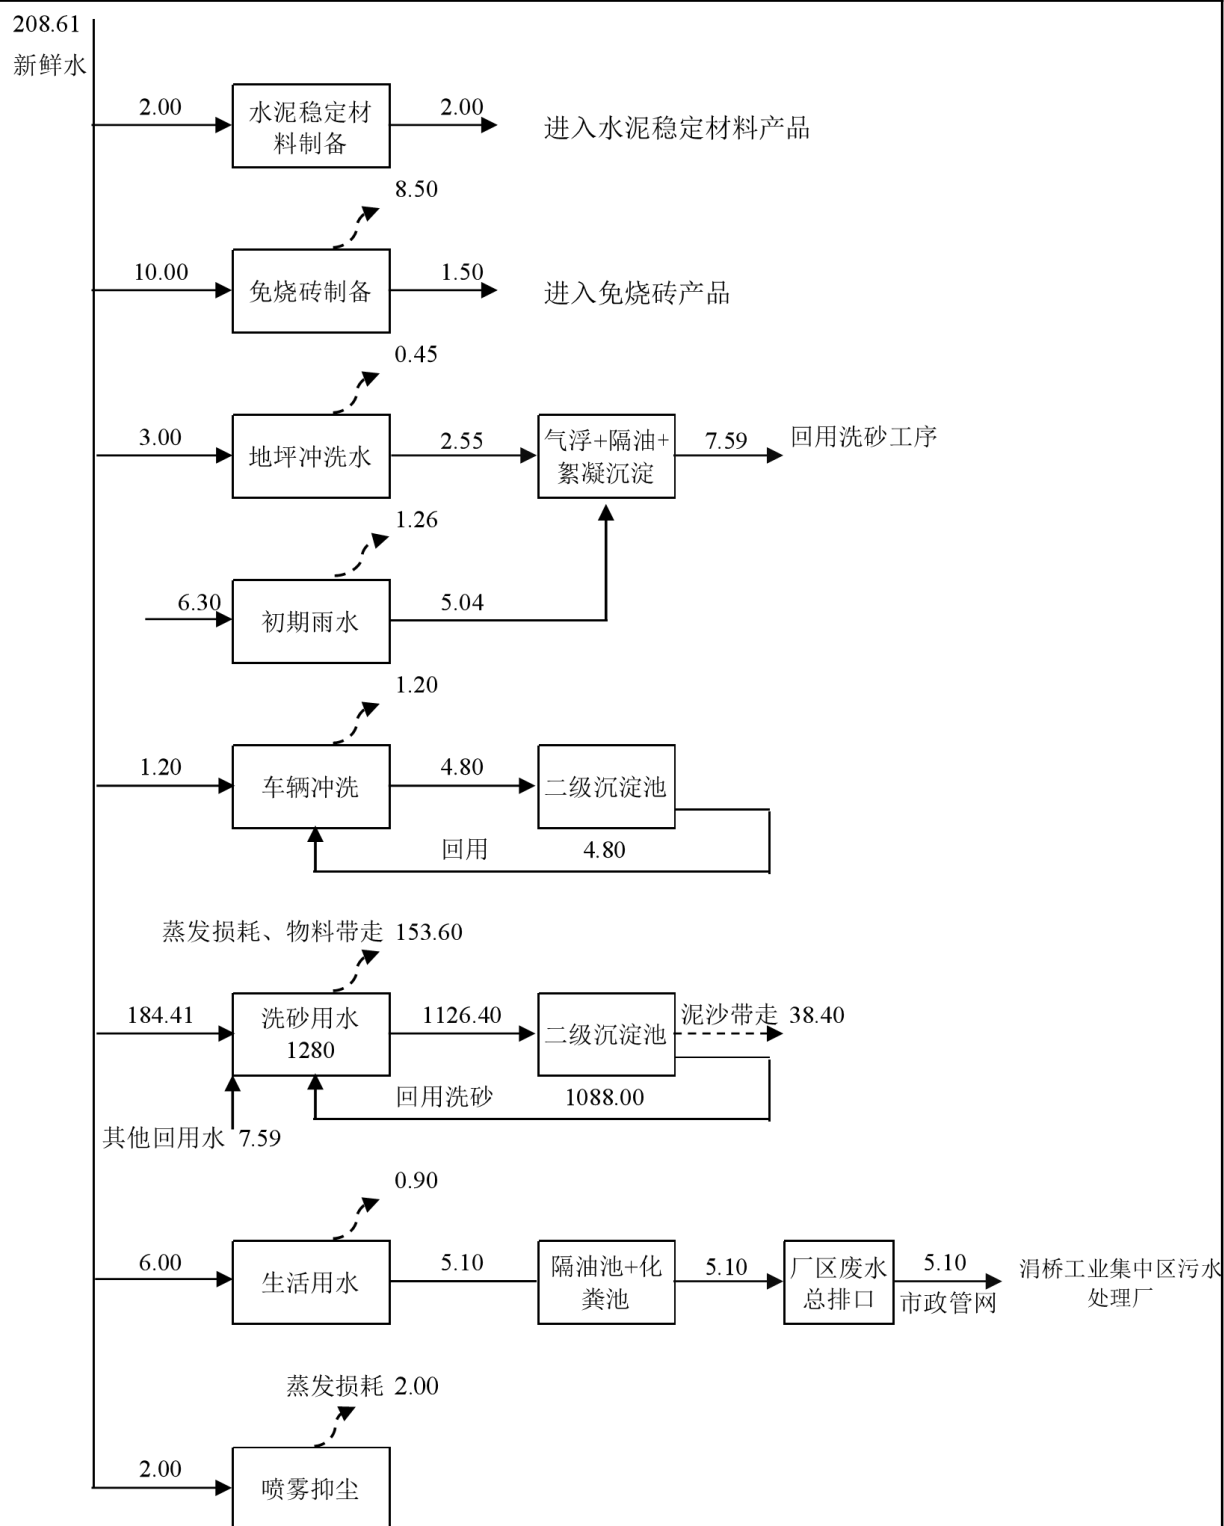 208.61
新鲜水
2.00
水泥稳定材
料制备
2.00
进入水泥稳定材料产品
8.50
10.00
免烧砖制备
1.50
进入免烧砖产品
0.45
3.00
地坪冲洗水
2.55
气浮+隔油+
絮凝沉淀
7.59
回用洗砂工序
1.26
6.30
初期雨水
5.04
1.20
1.20
车辆冲洗
4.80
二级沉淀池
回用
4.80
蒸发损耗、物料带走 153.60
184.41
洗砂用水
1280
1126.40
二级沉淀池
泥沙带走 38.40
回用洗砂
1088.00
其他回用水 7.59
0.90
6.00
生活用水
5.10
隔油池+化
粪池
5.10
厂区废水
总排口
5.10
市政管网
涓桥工业集中区污水
处理厂
蒸发损耗 2.00
2.00
喷雾抑尘